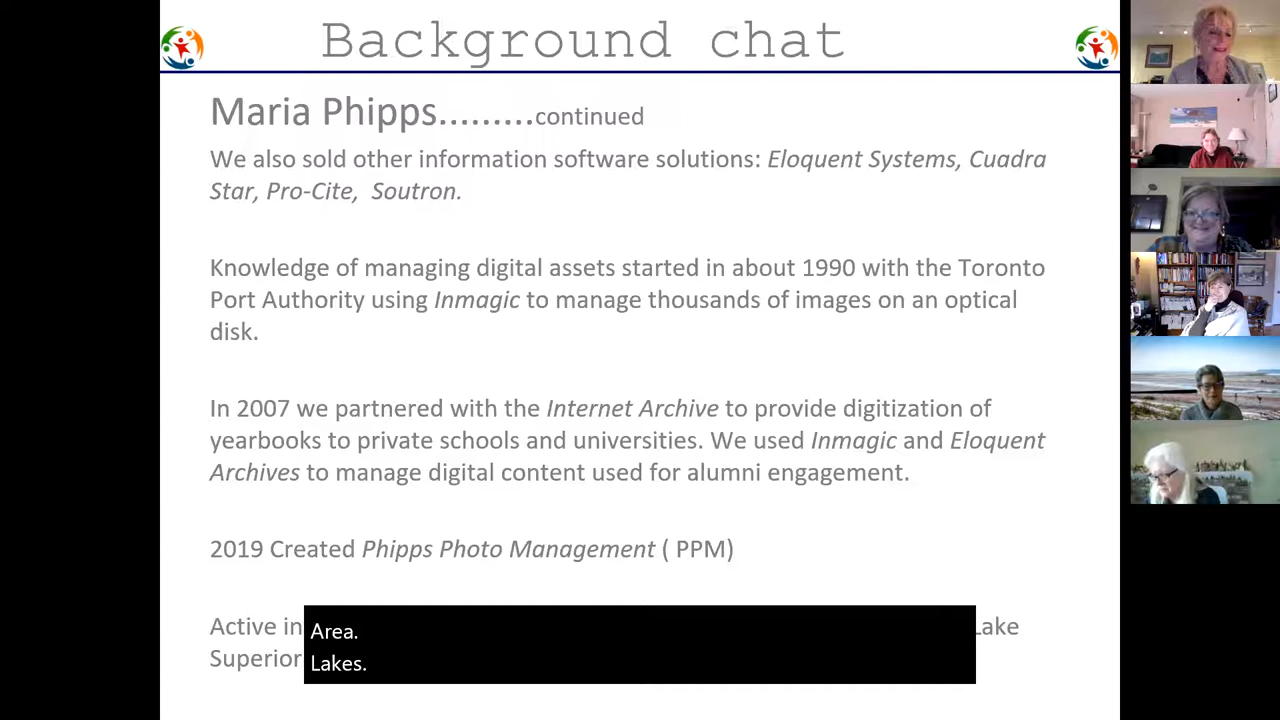 Background chat
Maria Phipps.........continued
We also sold other information software solutions: Eloquent Systems, Cuadra
Star, Pro-Cite, Soutron.
Knowledge of managing digital assets started in about 1990 with the Toronto
Port Authority using Inmagic to manage thousands of images on an optical
disk.
In 2007 we partnered with the Internet Archive to provide digitization of
yearbooks to private schools and universities. We used Inmagic and Eloquent
Archives to manage digital content used for alumni engagement.
2019 Created Phipps Photo Management ( PPM)
Active in Lake
Superior
Area.
Lakes.